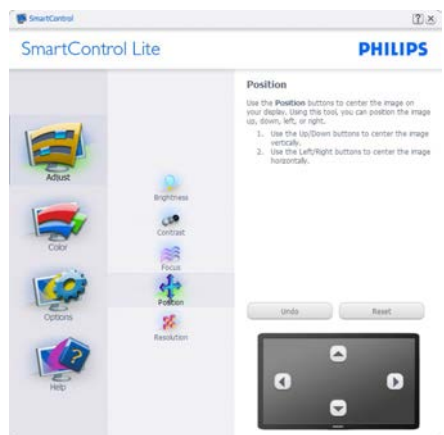 SmartControl
SmartControl Lite
PHILIPS
Adjust
Color
Options
Help
Brightness
Contrast
Focus
Position
Resolution
Position
Use the Position buttons to center the image on
your display. Using this tool, you can position the image
up, down, left, or right.
1. Use the Up/Down buttons to center the image
vertically.
2. Use the Left/Right buttons to center the image
horizontally.
Undo
Reset